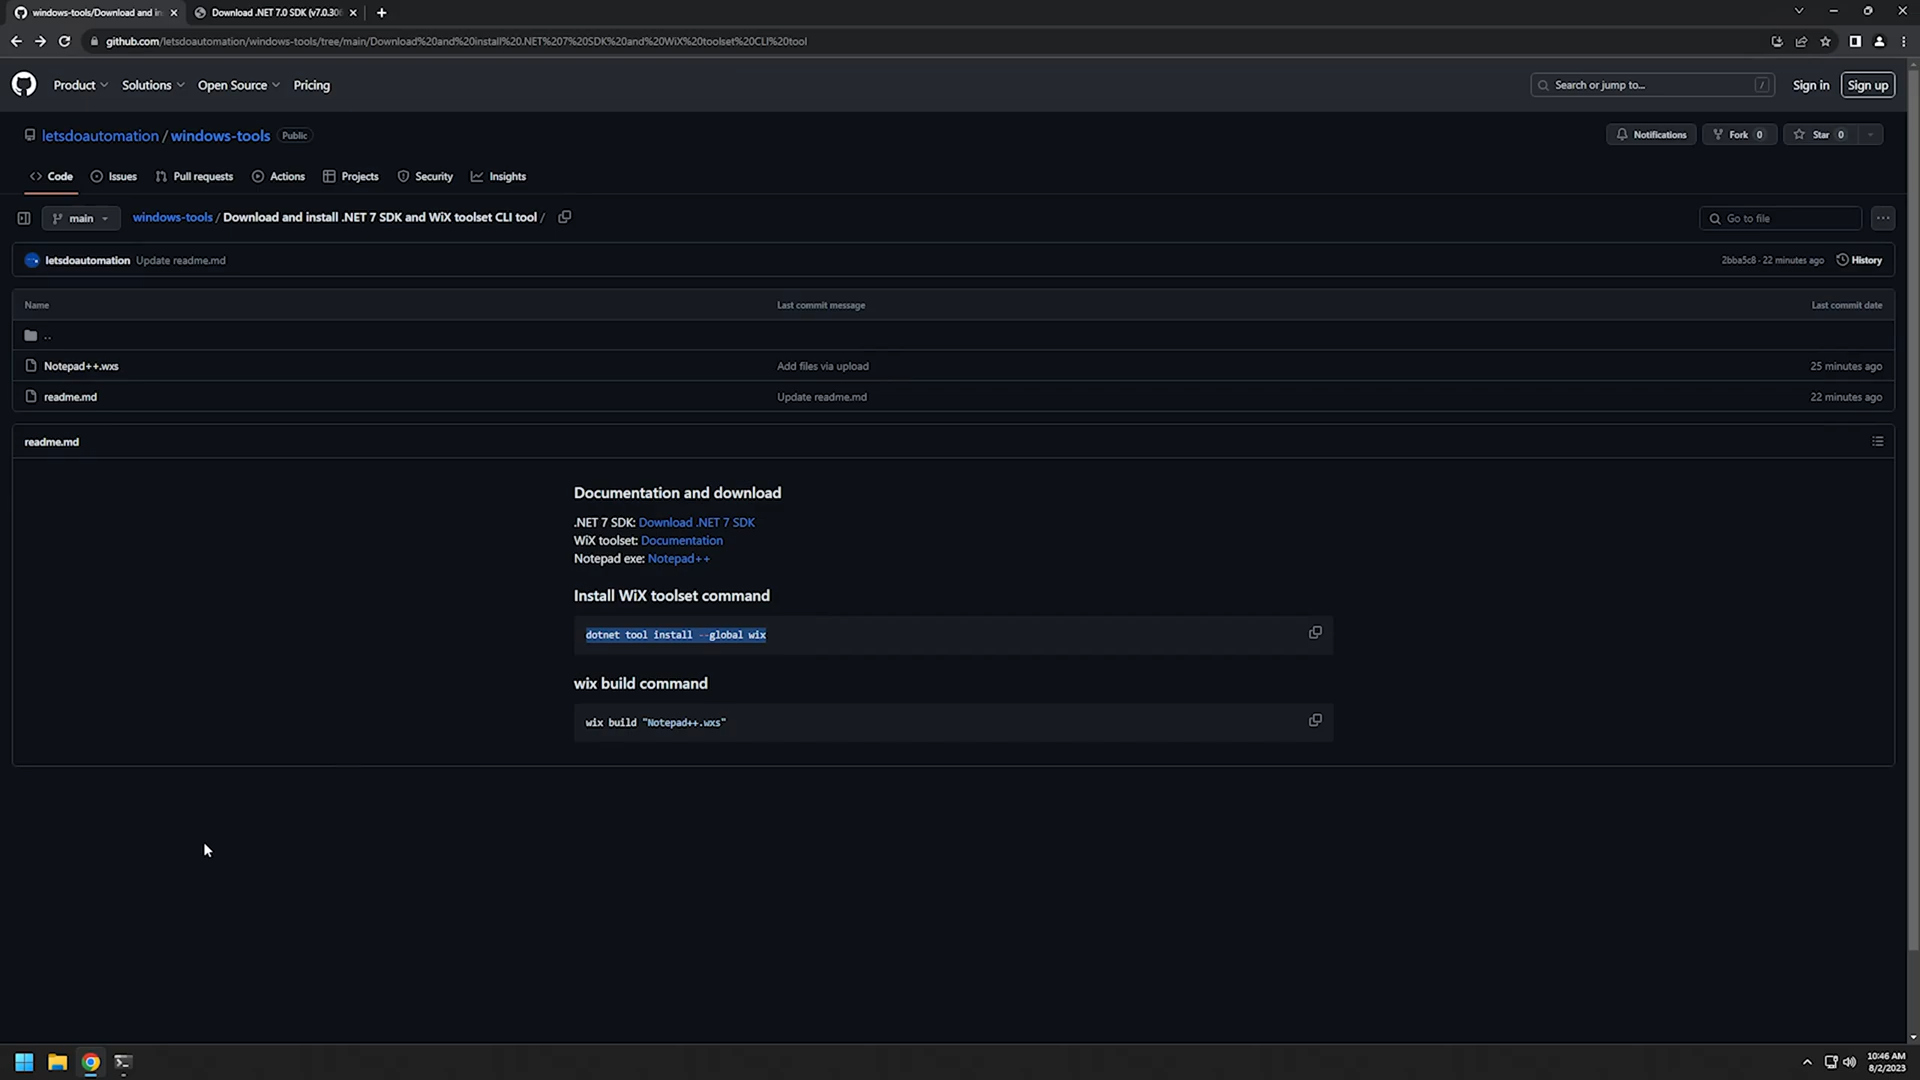 windows-tools/Download and in
Download .NET 7.0 SDK (v7.0.306
github.com/letsdoautomation/windows-tools/tree/main/Download%20and%20install%20.NET%207%20SDK%20and%20WiX%20toolset%20CLI%20tool
Product Solutions Open Source Pricing Search or jump to... / Sign in Sign up
letsdoautomation / windows-tools Public Notifications Fork 0 Star 0
Code Issues Pull requests Actions Projects Security Insights
main windows-tools / Download and install .NET 7 SDK and WiX toolset CLI tool / Go to file
letsdoautomation Update readme.md 2bba5c8 · 22 minutes ago History
Name Last commit message Last commit date
..
Notepad++.wxs Add files via upload 25 minutes ago
readme.md Update readme.md 22 minutes ago
readme.md
Documentation and download
.NET 7 SDK: Download .NET 7 SDK
WiX toolset: Documentation
Notepad exe: Notepad++
Install WiX toolset command
dotnet tool install --global wix
wix build command
wix build "Notepad++.wxs"
10:46 AM
8/2/2023